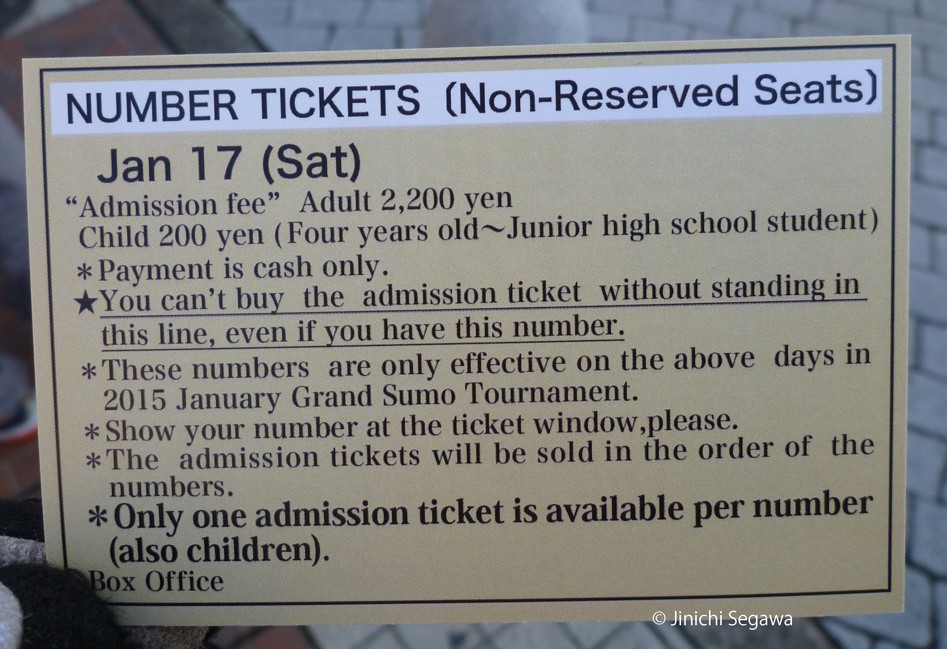 NUMBER TICKETS (Non-Reserved Seats)
Jan 17 (Sat)
“Admission fee” Adult 2,200 yen
Child 200 yen (Four years old～Junior high school student)
＊Payment is cash only.
★You can’t buy the admission ticket without standing in
this line, even if you have this number.
＊These numbers are only effective on the above days in
2015 January Grand Sumo Tournament.
＊Show your number at the ticket window,please.
＊The admission tickets will be sold in the order of the
numbers.
＊Only one admission ticket is available per number
(also children).
Box Office
© Jinichi Segawa